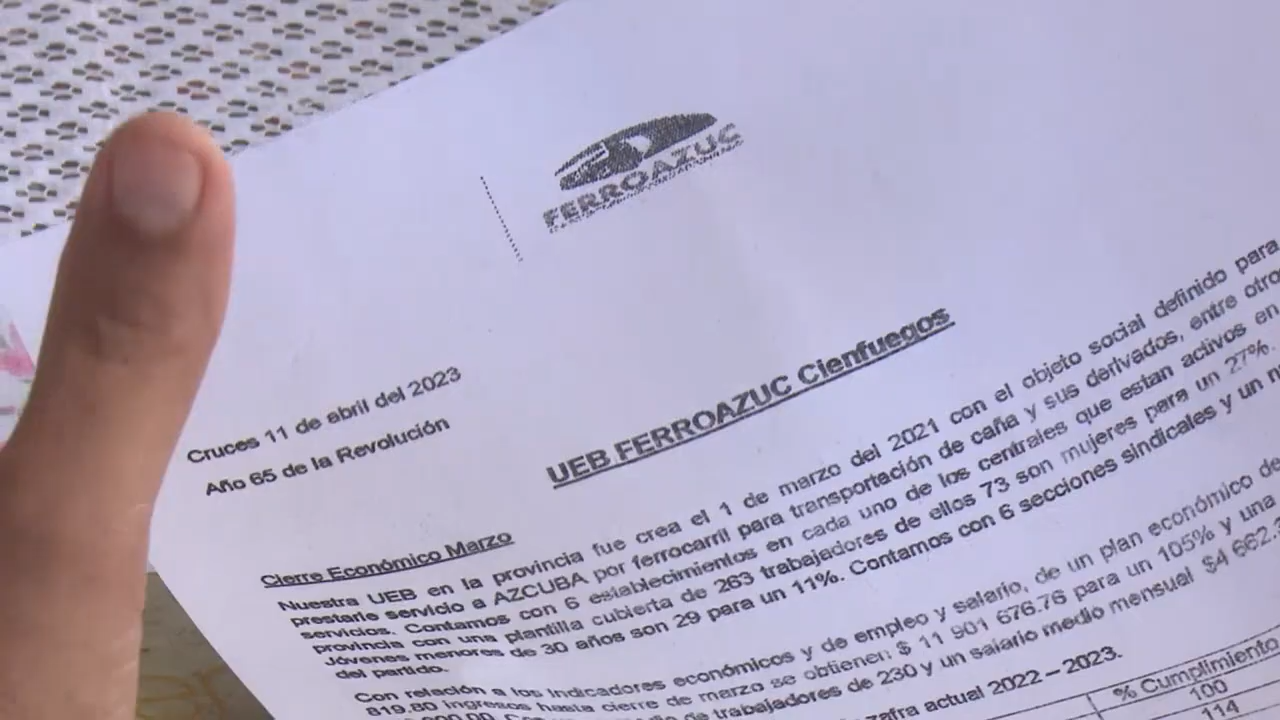 FERROAZUC
Cruces 11 de abril del 2023
Año 65 de la Revolución
UEB FERROAZUC Cienfuegos
Cierre Económico Marzo
Nuestra UEB en la provincia fue crea el 1 de marzo del 2021 con el objeto social definido para
prestarle servicio a AZCUBA por ferrocarril para transportación de caña y sus derivados, entre otro
servicios. Contamos con 6 establecimientos en cada uno de los centrales que estan activos en
provincia con una plantilla cubierta de 263 trabajadores de ellos 73 son mujeres para un 27%.
Jóvenes menores de 30 años son 29 para un 11%. Contamos con 6 secciones sindicales y un
del partido.
Con relación a los indicadores económicos y de empleo y salario, de un plan económico de
819.80 ingresos hasta cierre de marzo se obtienen $ 11 901 676.76 para un 105% y una
de trabajadores de 230 y un salario medio mensual $4 662.
zafra actual 2022 – 2023.
% Cumplimiento
100
114